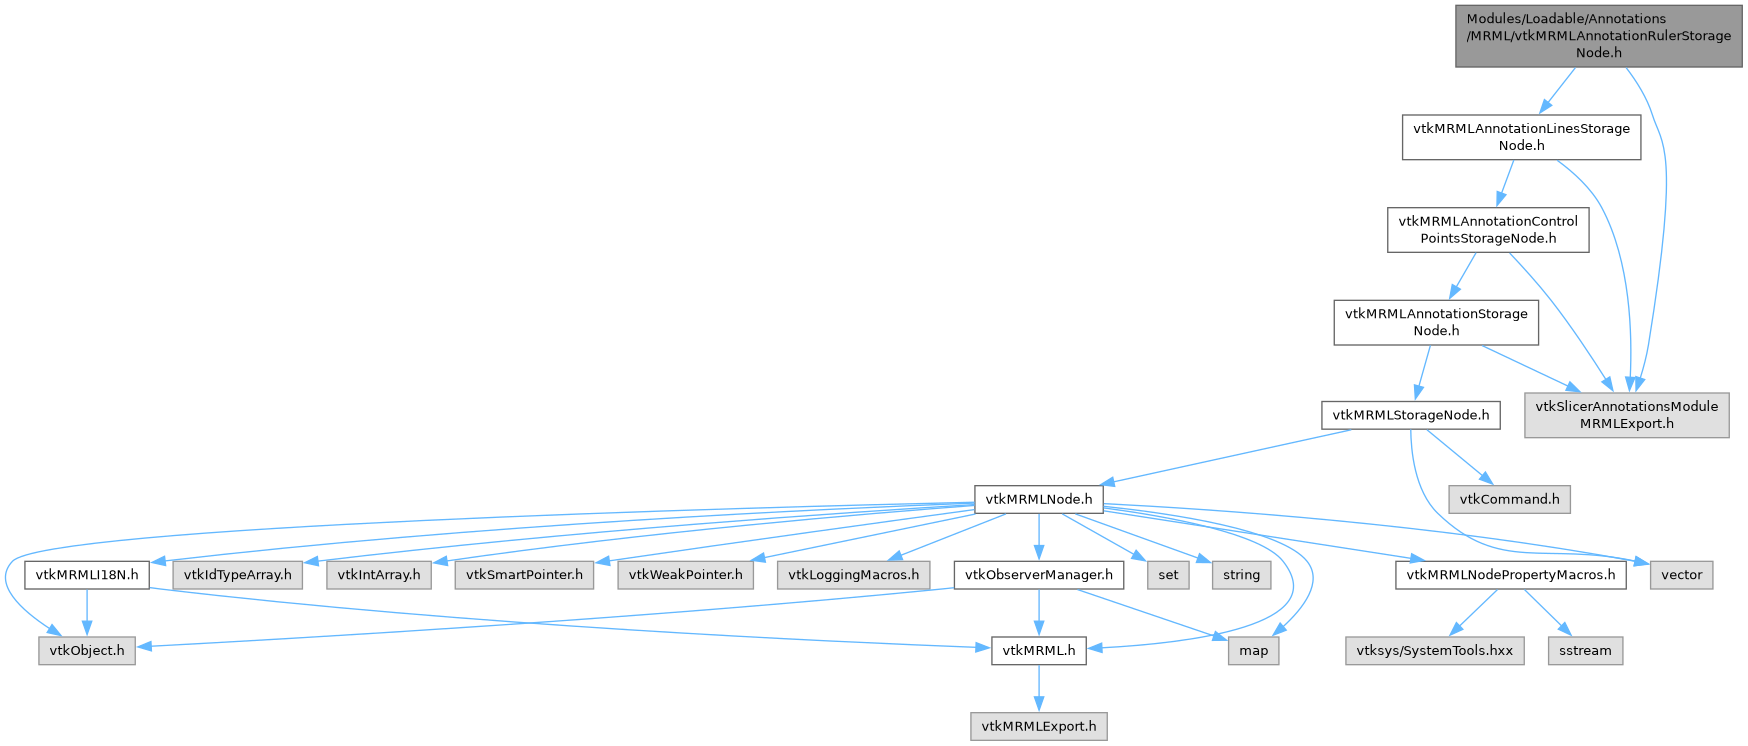 Modules/Loadable/Annotations
/MRML/vtkMRMLAnnotationRulerStorage
Node.h
vtkMRMLAnnotationLinesStorage
Node.h
vtkMRMLAnnotationControl
PointsStorageNode.h
vtkMRMLAnnotationStorage
Node.h
vtkMRMLStorageNode.h
vtkSlicerAnnotationsModule
MRMLExport.h
vtkMRMLNode.h
vtkCommand.h
vtkMRMLI18N.h
vtkIdTypeArray.h
vtkIntArray.h
vtkSmartPointer.h
vtkWeakPointer.h
vtkLoggingMacros.h
vtkObserverManager.h
set
string
vtkMRMLNodePropertyMacros.h
vector
vtkObject.h
vtkMRML.h
map
vtksys/SystemTools.hxx
sstream
vtkMRMLExport.h